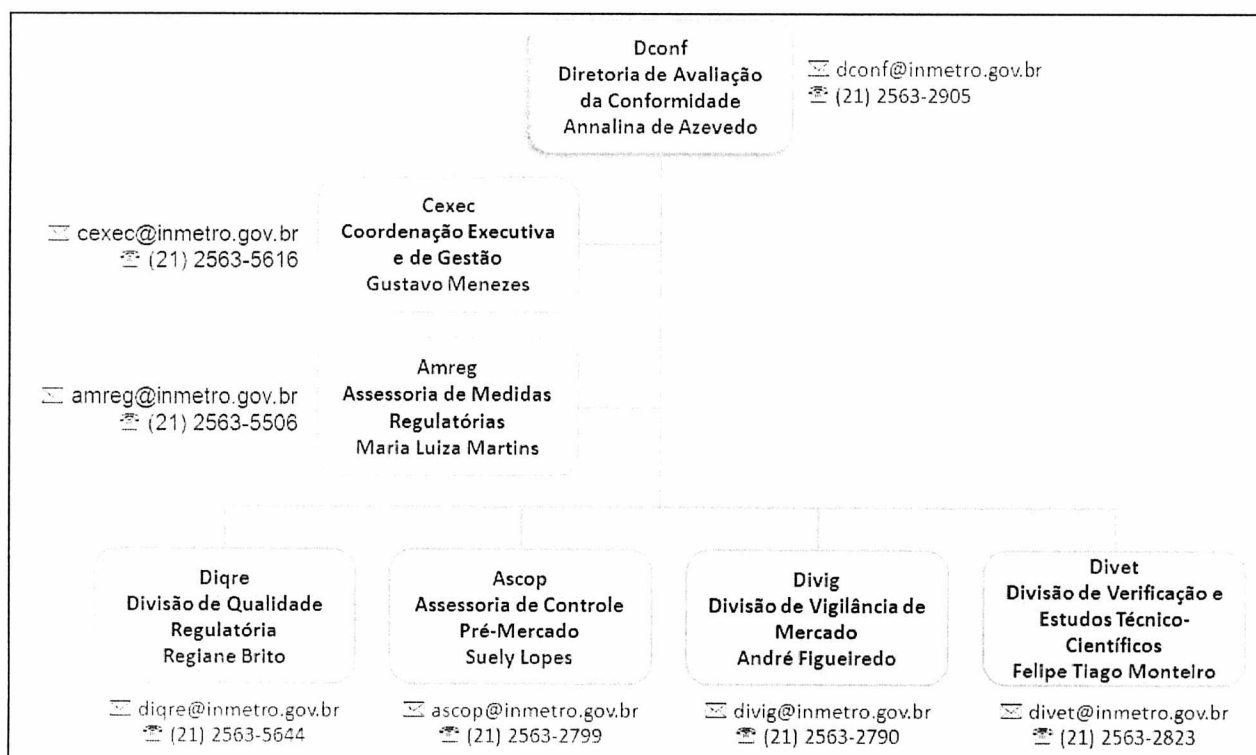 Dconf
Diretoria de Avaliação
da Conformidade
Annalina de Azevedo
dconf@inmetro.gov.br
(21) 2563-2905
cexec@inmetro.gov.br
(21) 2563-5616
Cexec
Coordenação Executiva
e de Gestão
Gustavo Menezes
amreg@inmetro.gov.br
(21) 2563-5506
Amreg
Assessoria de Medidas
Regulatórias
Maria Luiza Martins
Diqre
Divisão de Qualidade
Regulatória
Regiane Brito
diqre@inmetro.gov.br
(21) 2563-5644
Ascop
Assessoria de Controle
Pré-Mercado
Suely Lopes
ascop@inmetro.gov.br
(21) 2563-2799
Divig
Divisão de Vigilância de
Mercado
André Figueiredo
divig@inmetro.gov.br
(21) 2563-2790
Divet
Divisão de Verificação e
Estudos Técnico-
Científicos
Felipe Tiago Monteiro
divet@inmetro.gov.br
(21) 2563-2823